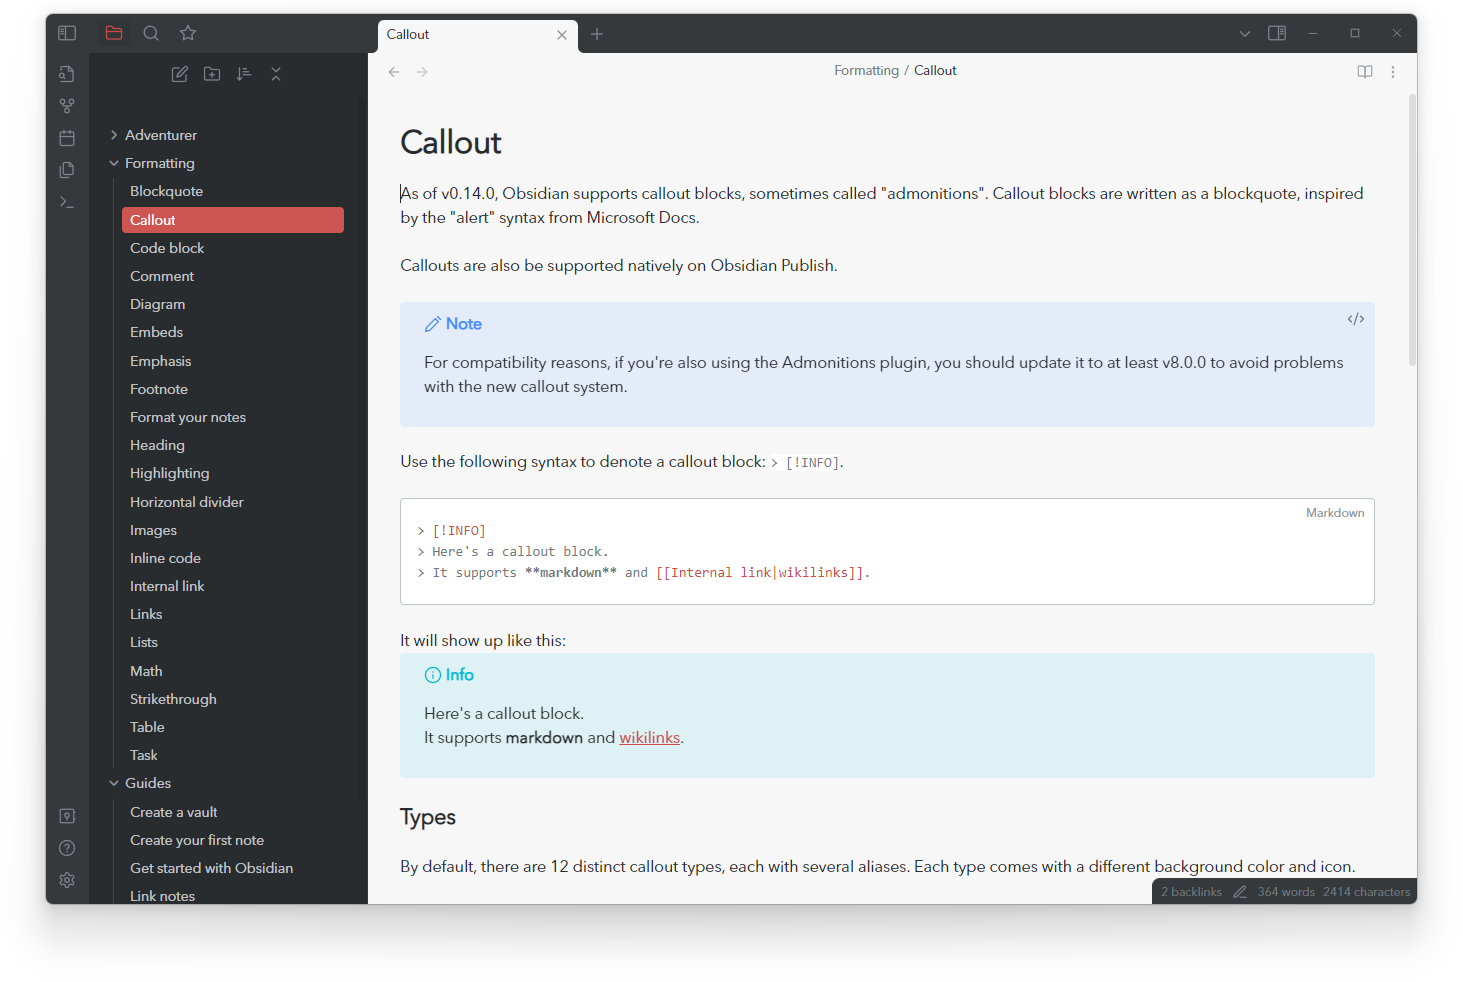 Callout
Formatting / Callout
Adventurer
Formatting
Blockquote
Callout
Code block
Comment
Diagram
Embeds
Emphasis
Footnote
Format your notes
Heading
Highlighting
Horizontal divider
Images
Inline code
Internal link
Links
Lists
Math
Strikethrough
Table
Task
Guides
Create a vault
Create your first note
Get started with Obsidian
Link notes
Callout
As of v0.14.0, Obsidian supports callout blocks, sometimes called "admonitions". Callout blocks are written as a blockquote, inspired
by the "alert" syntax from Microsoft Docs.
Callouts are also be supported natively on Obsidian Publish.
Note
For compatibility reasons, if you're also using the Admonitions plugin, you should update it to at least v8.0.0 to avoid problems
with the new callout system.
Use the following syntax to denote a callout block: > [!INFO].
Markdown
> [!INFO]
> Here's a callout block.
> It supports **markdown** and [[Internal link|wikilinks]].
It will show up like this:
Info
Here's a callout block.
It supports markdown and wikilinks.
Types
By default, there are 12 distinct callout types, each with several aliases. Each type comes with a different background color and icon.
2 backlinks 364 words 2414 characters